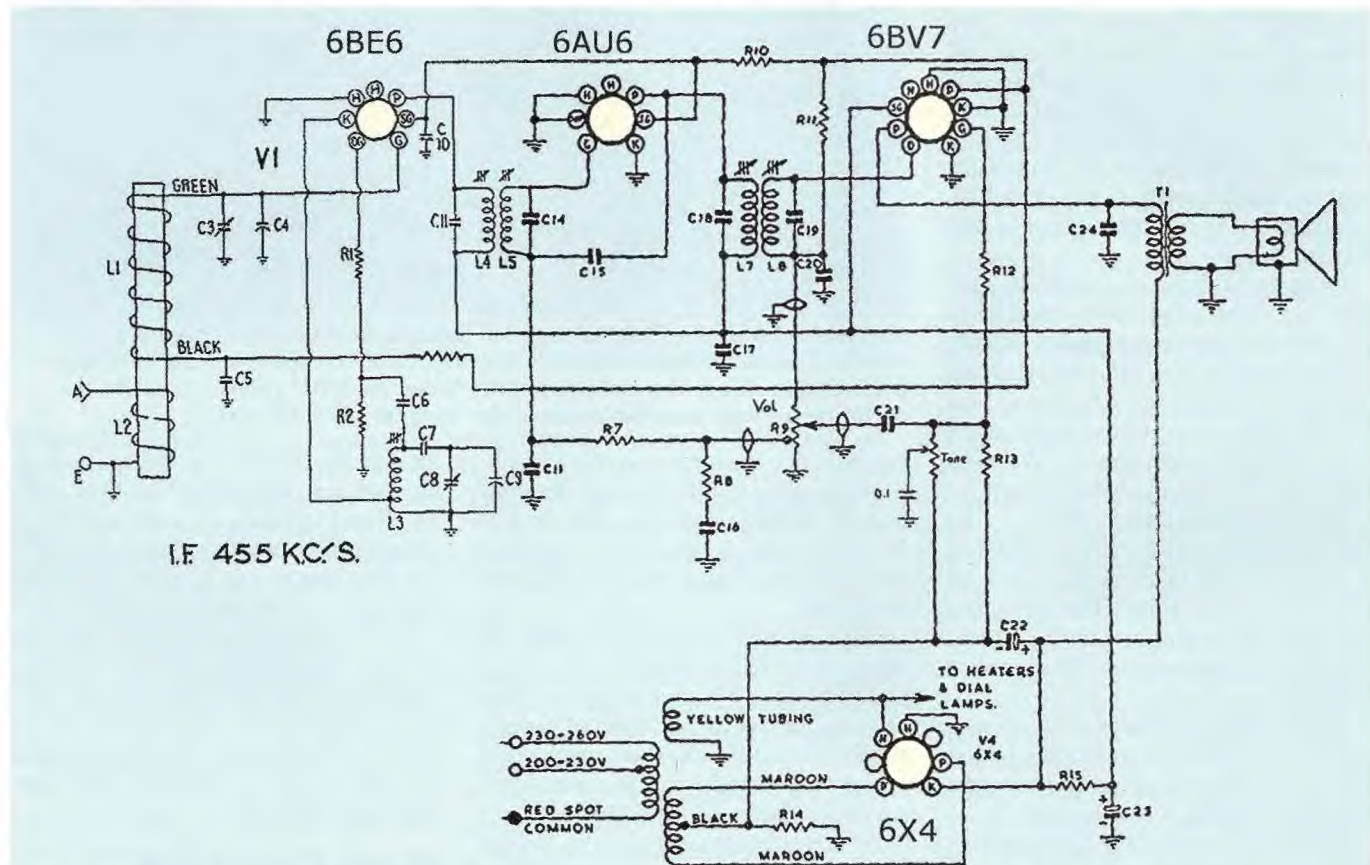 6BE6 6AU6 6BV7
R10
H H P
K SG
OG G
C
10
V1
H H P
SG
G K
R11
H H P
SG K
P G
G K
GREEN
C3 C4
R1
L1
C11
L4 L5
C14
C15
C18
L7 L8
C19
C20
R12
C24
T1
BLACK
C5
C17
A
L2
E
R2
C6
C7
C8 C9
L3
R7
C11
R8
C16
Vol
R9
C21
Tone
0.1
R13
I.F. 455 KC'S.
C22
- +
TO HEATERS
& DIAL
LAMPS.
YELLOW TUBING
230-260V
200-230V
RED SPOT
COMMON
MAROON
BLACK
R14
MAROON
H H
P
P K
V4
6X4
6X4
R15
+
-
C23